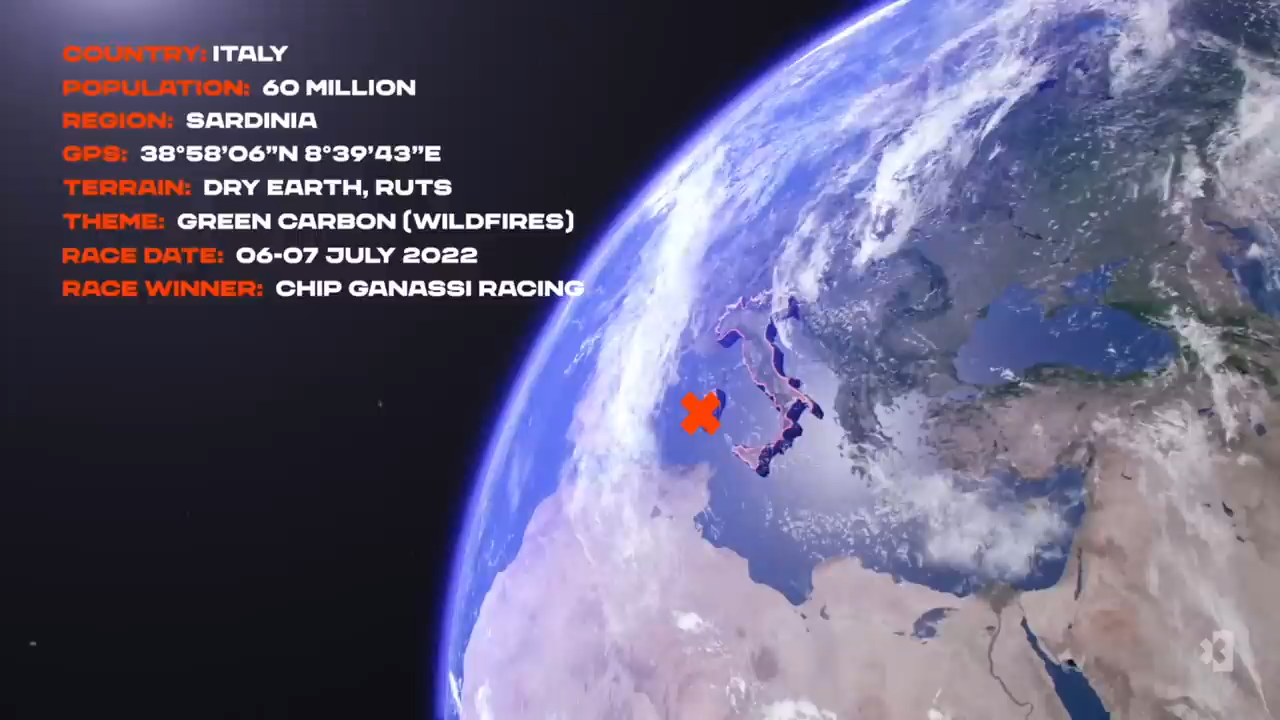 COUNTRY: ITALY
POPULATION: 60 MILLION
REGION: SARDINIA
GPS: 38°58'06”N 8°39'43”E
TERRAIN: DRY EARTH, RUTS
THEME: GREEN CARBON (WILDFIRES)
RACE DATE: 06-07 JULY 2022
RACE WINNER: CHIP GANASSI RACING